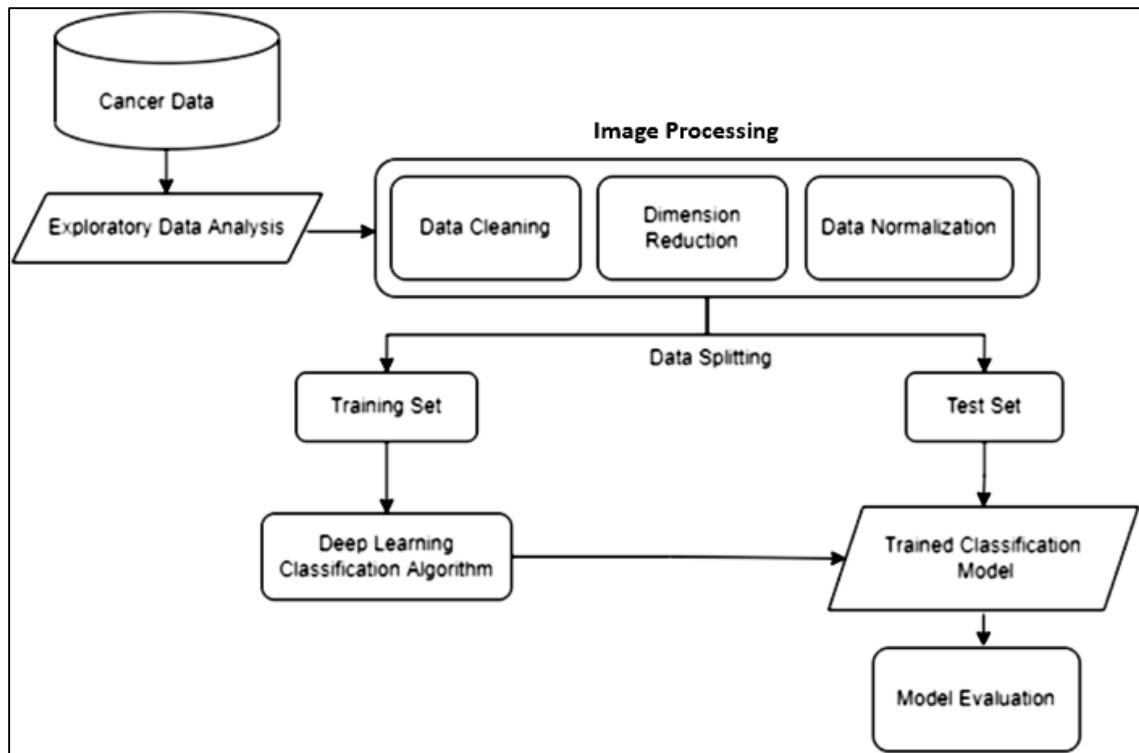 Cancer Data
Image Processing
Exploratory Data Analysis
Data Cleaning
Dimension
Reduction
Data Normalization
Data Splitting
Training Set
Test Set
Deep Learning
Classification Algorithm
Trained Classification
Model
Model Evaluation